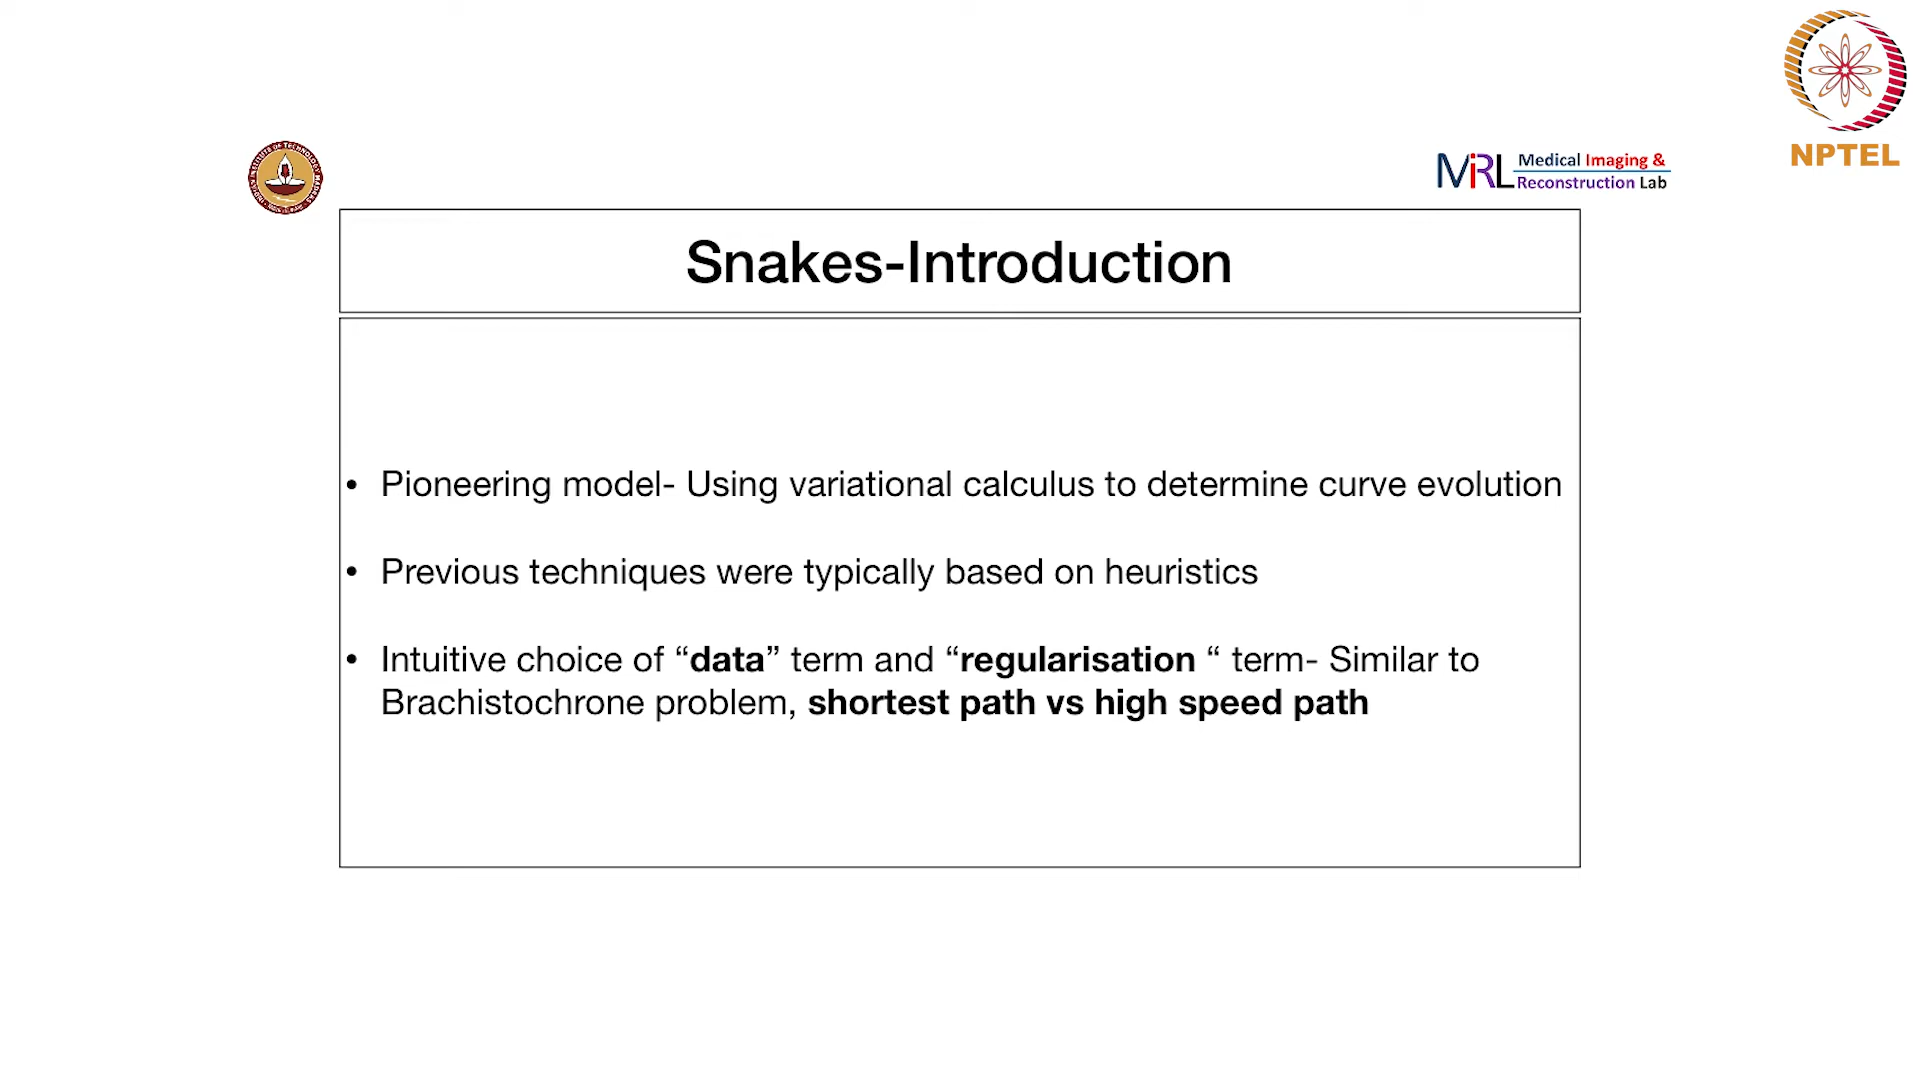 NPTEL
MIRL Medical Imaging &
Reconstruction Lab
Snakes-Introduction
• Pioneering model- Using variational calculus to determine curve evolution
• Previous techniques were typically based on heuristics
• Intuitive choice of “data” term and “regularisation “ term- Similar to
Brachistochrone problem, shortest path vs high speed path